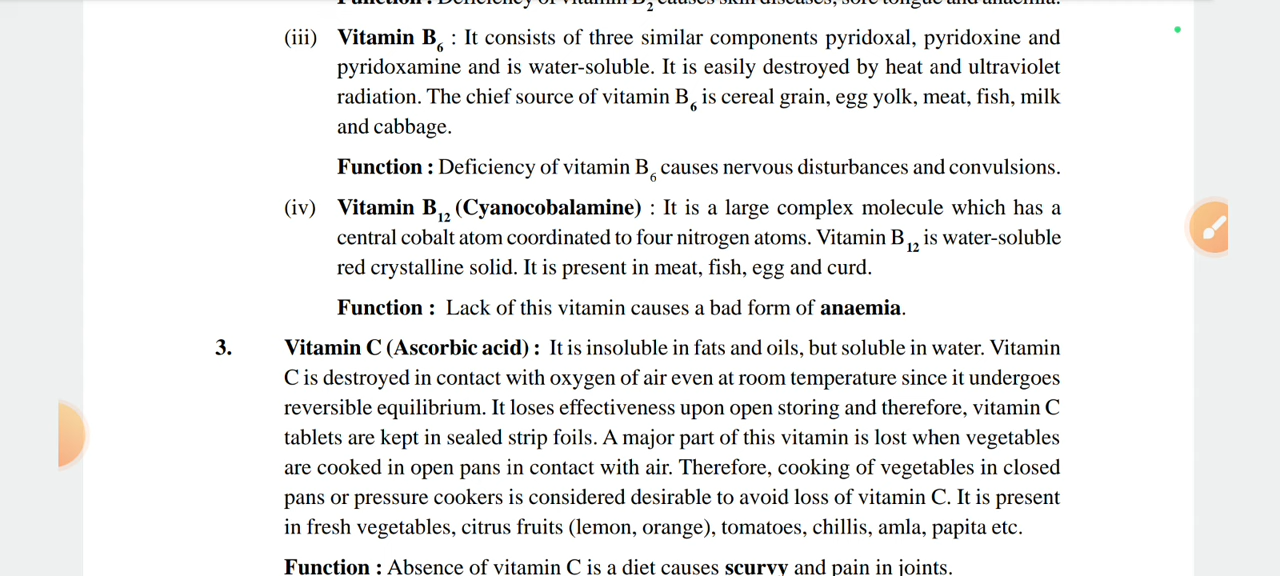 Function : Deficiency of vitamin B2 causes skin diseases, sore tongue and anaemia.
(iii) Vitamin B6 : It consists of three similar components pyridoxal, pyridoxine and
pyridoxamine and is water-soluble. It is easily destroyed by heat and ultraviolet
radiation. The chief source of vitamin B6 is cereal grain, egg yolk, meat, fish, milk
and cabbage.
Function : Deficiency of vitamin B6 causes nervous disturbances and convulsions.
(iv) Vitamin B12 (Cyanocobalamine) : It is a large complex molecule which has a
central cobalt atom coordinated to four nitrogen atoms. Vitamin B12 is water-soluble
red crystalline solid. It is present in meat, fish, egg and curd.
Function : Lack of this vitamin causes a bad form of anaemia.
3. Vitamin C (Ascorbic acid) : It is insoluble in fats and oils, but soluble in water. Vitamin
C is destroyed in contact with oxygen of air even at room temperature since it undergoes
reversible equilibrium. It loses effectiveness upon open storing and therefore, vitamin C
tablets are kept in sealed strip foils. A major part of this vitamin is lost when vegetables
are cooked in open pans in contact with air. Therefore, cooking of vegetables in closed
pans or pressure cookers is considered desirable to avoid loss of vitamin C. It is present
in fresh vegetables, citrus fruits (lemon, orange), tomatoes, chillis, amla, papita etc.
Function : Absence of vitamin C is a diet causes scurvy and pain in joints.